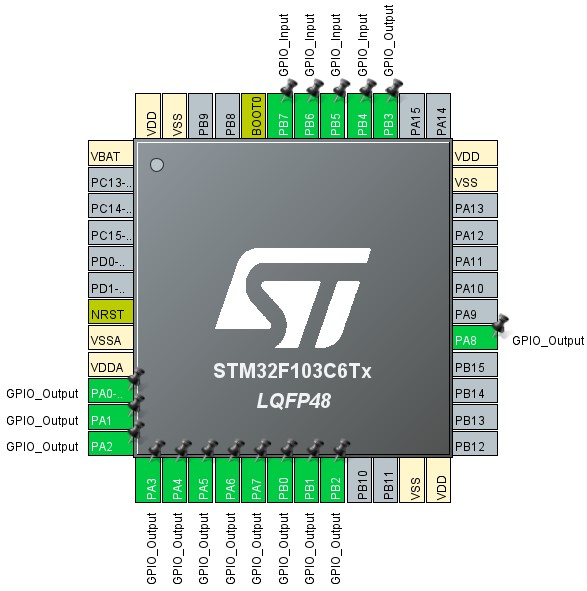 GPIO_Input
GPIO_Input
GPIO_Input
GPIO_Input
GPIO_Output
VDD
VSS
PB9
PB8
BOOT0
PB7
PB6
PB5
PB4
PB3
PA15
PA14
VBAT
PC13-..
PC14-..
PC15-..
PD0-..
PD1-..
NRST
VSSA
VDDA
GPIO_Output PA0-..
GPIO_Output PA1
GPIO_Output PA2
VDD
VSS
PA13
PA12
PA11
PA10
PA9
PA8 GPIO_Output
PB15
PB14
PB13
PB12
ST
STM32F103C6Tx
LQFP48
PA3
PA4
PA5
PA6
PA7
PB0
PB1
PB2
PB10
PB11
VSS
VDD
GPIO_Output
GPIO_Output
GPIO_Output
GPIO_Output
GPIO_Output
GPIO_Output
GPIO_Output
GPIO_Output